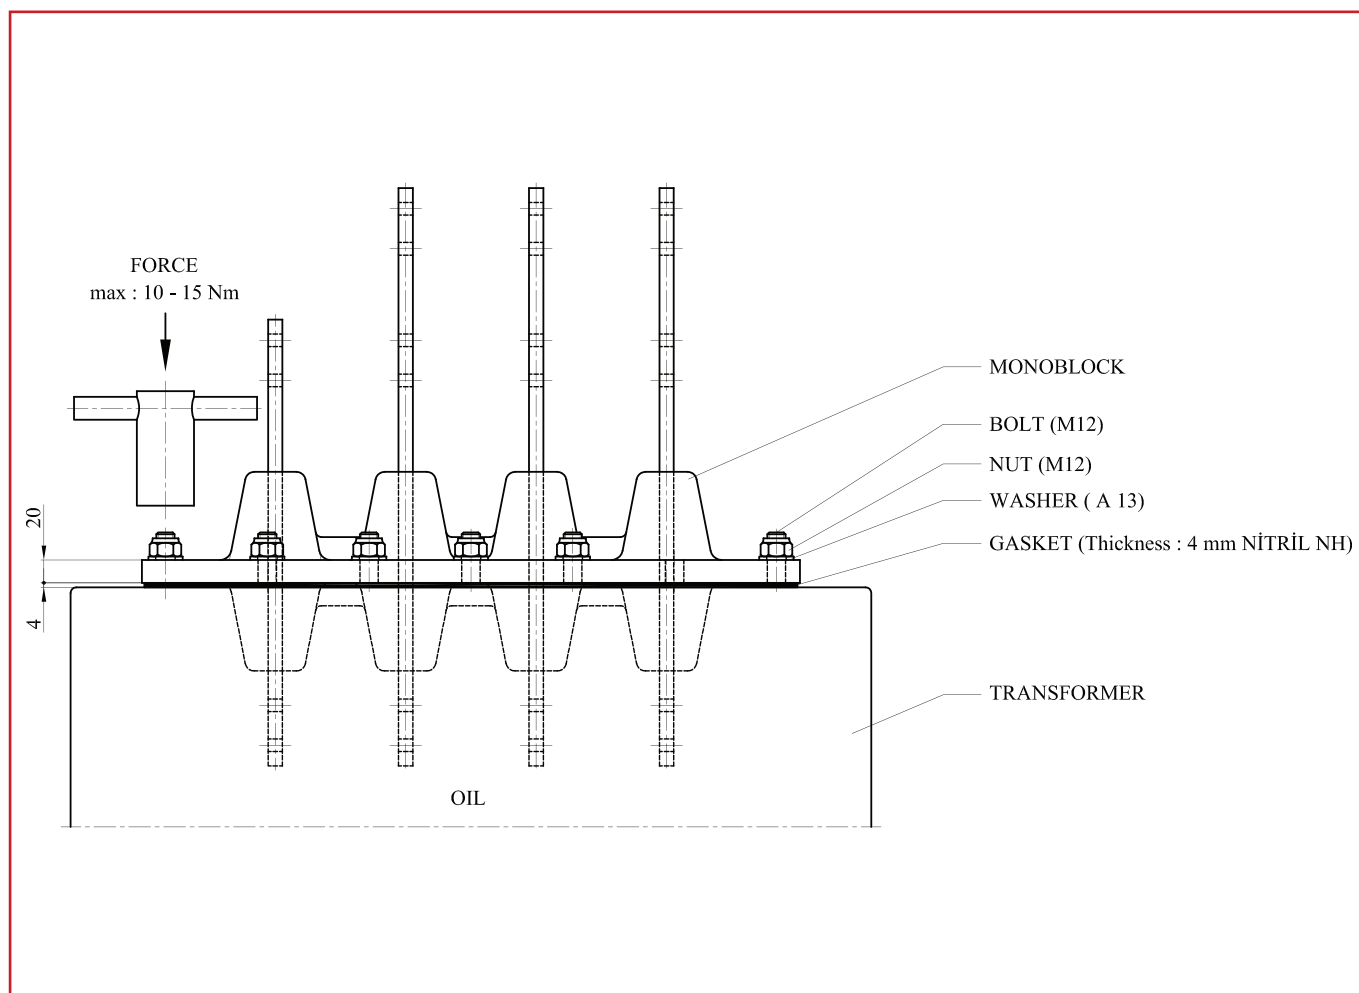 FORCE
max : 10 - 15 Nm
MONOBLOCK
BOLT (M12)
NUT (M12)
WASHER ( A 13)
GASKET (Thickness : 4 mm NİTRİL NH)
20
4
TRANSFORMER
OIL